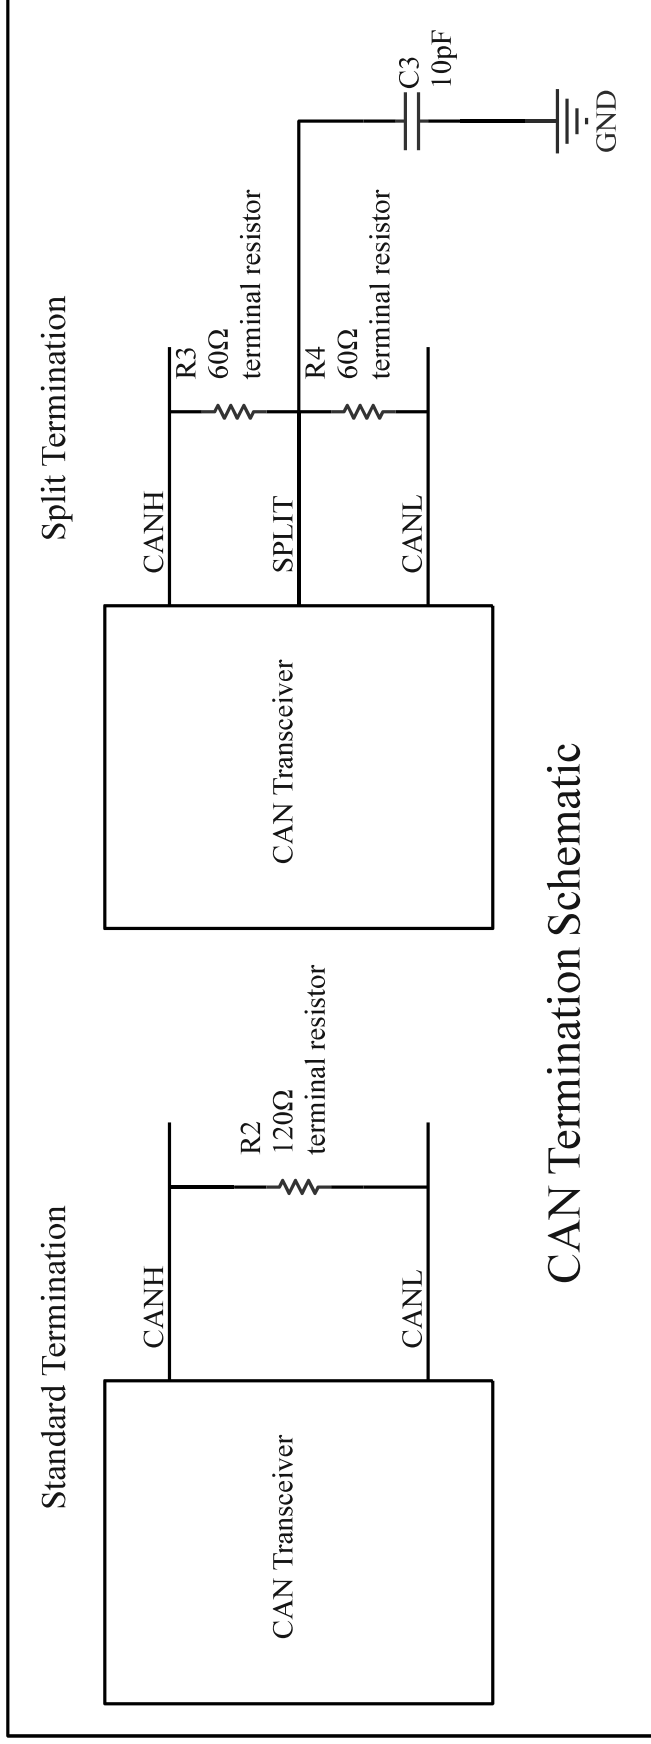 Standard Termination
CAN Transceiver
CANH
CANL
R2
120Ω
terminal resistor
Split Termination
CAN Transceiver
CANH
SPLIT
CANL
R3
60Ω
terminal resistor
R4
60Ω
terminal resistor
C3
10pF
GND
CAN Termination Schematic